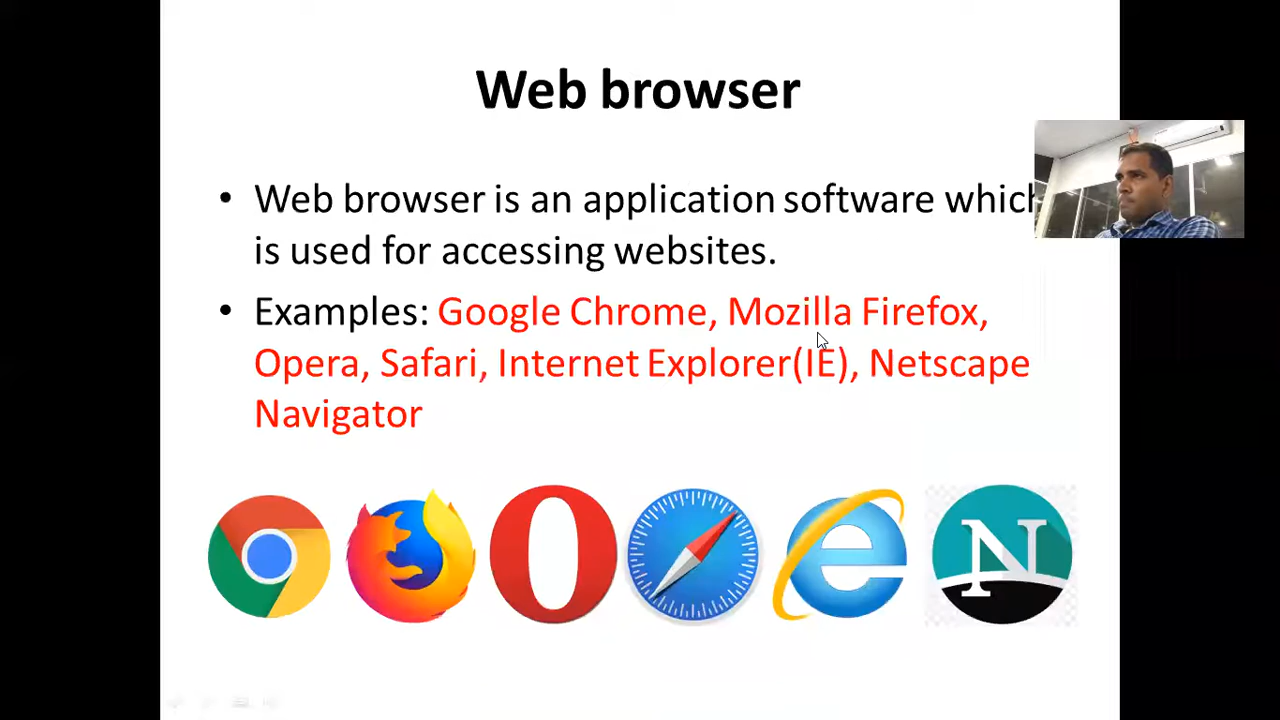 Web browser
• Web browser is an application software which
is used for accessing websites.
• Examples: Google Chrome, Mozilla Firefox,
Opera, Safari, Internet Explorer(IE), Netscape
Navigator
N